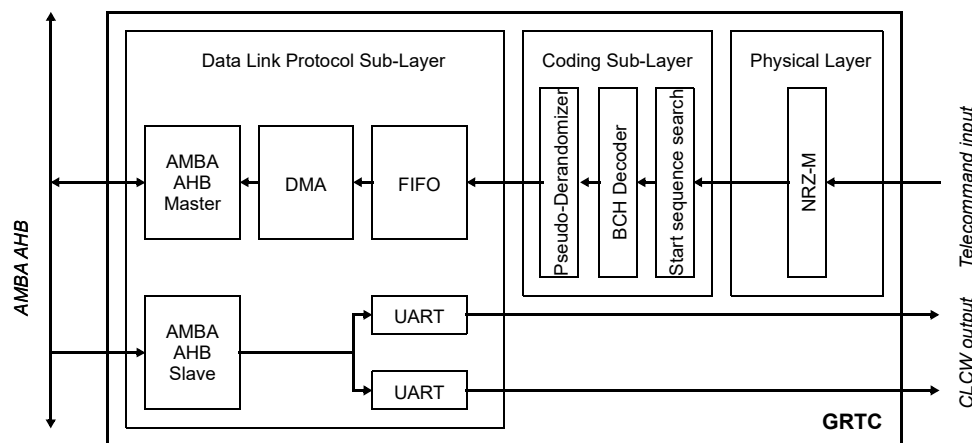 Data Link Protocol Sub-Layer
Coding Sub-Layer
Physical Layer
AMBA
AHB
Master
DMA
FIFO
Pseudo-Derandomizer
BCH Decoder
Start sequence search
NRZ-M
Telecommand input
AMBA AHB
AMBA
AHB
Slave
UART
UART
CLCW output
GRTC